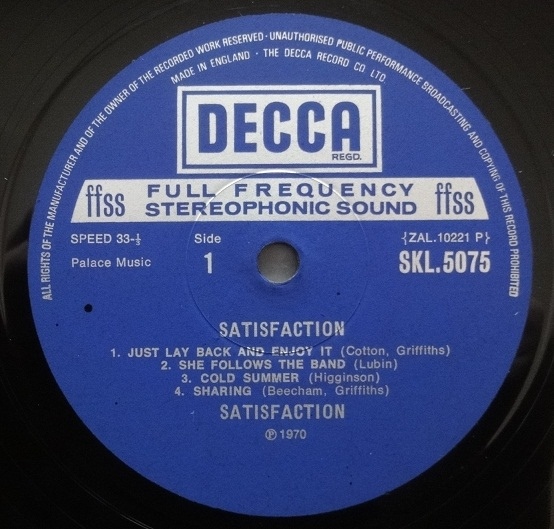 ALL RIGHTS OF THE MANUFACTURER AND OF THE OWNER OF THE RECORDED WORK RESERVED · UNAUTHORISED PUBLIC PERFORMANCE BROADCASTING AND COPYING OF THIS RECORD PROHIBITED
MADE IN ENGLAND · THE DECCA RECORD CO. LTD.
DECCA
REGD.
ffss FULL FREQUENCY ffss
STEREOPHONIC SOUND
SPEED 33-⅓ Side {ZAL.10221 P}
Palace Music 1 SKL.5075
SATISFACTION
1. JUST LAY BACK AND ENJOY IT (Cotton, Griffiths)
2. SHE FOLLOWS THE BAND (Lubin)
3. COLD SUMMER (Higginson)
4. SHARING (Beecham, Griffiths)
SATISFACTION
℗ 1970